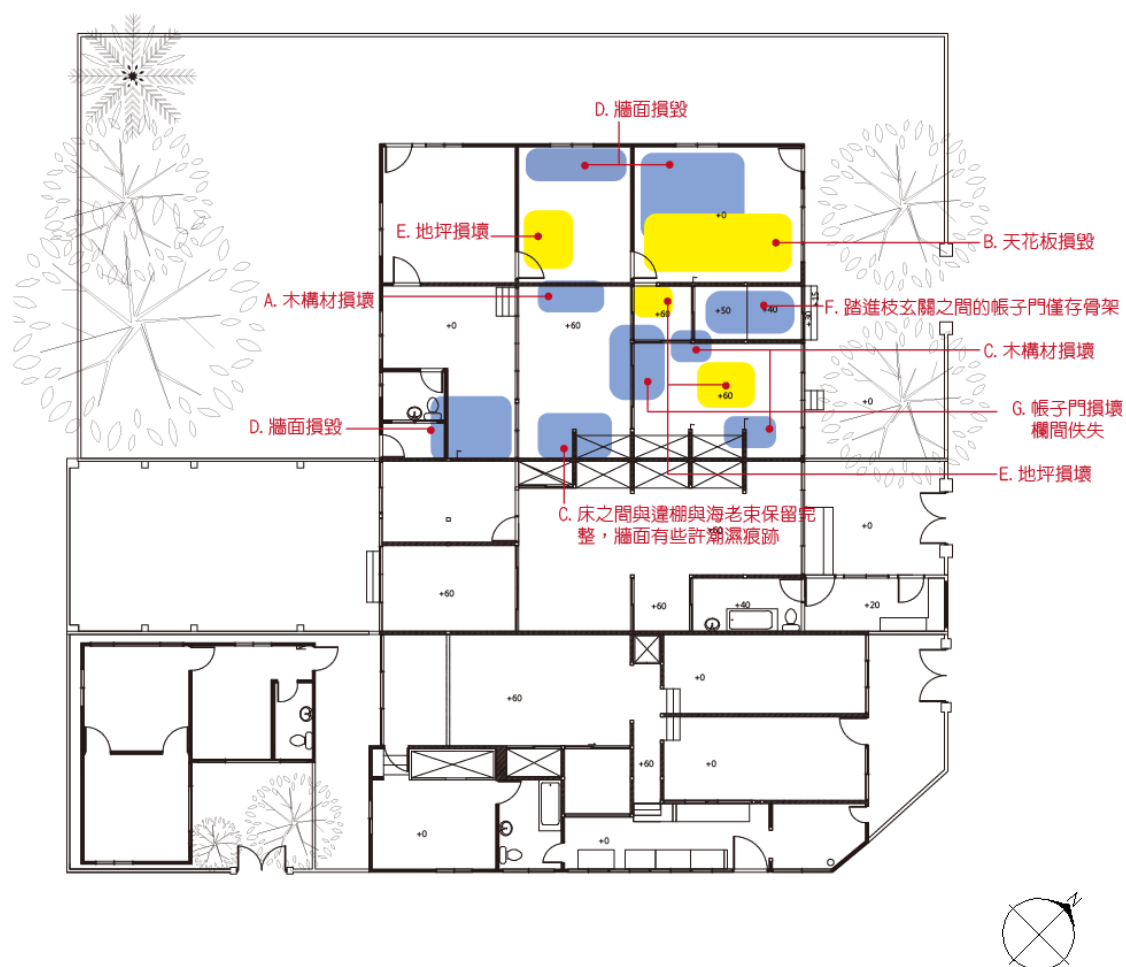 D. 牆面損毀
E. 地坪損壞
+0
B. 天花板損毀
A. 木構材損壞
+0
+60
+60
+50
+40
+15
+30
F. 踏進枝玄關之間的帳子門僅存骨架
C. 木構材損壞
+60
+0
G. 帳子門損壞
欄間佚失
D. 牆面損毀
E. 地坪損壞
C. 床之間與違棚與海老束保留完
整，牆面有些許潮濕痕跡
+60
+0
+60
+60
+40
+20
+60
+0
+60
+0
+0
+0
N